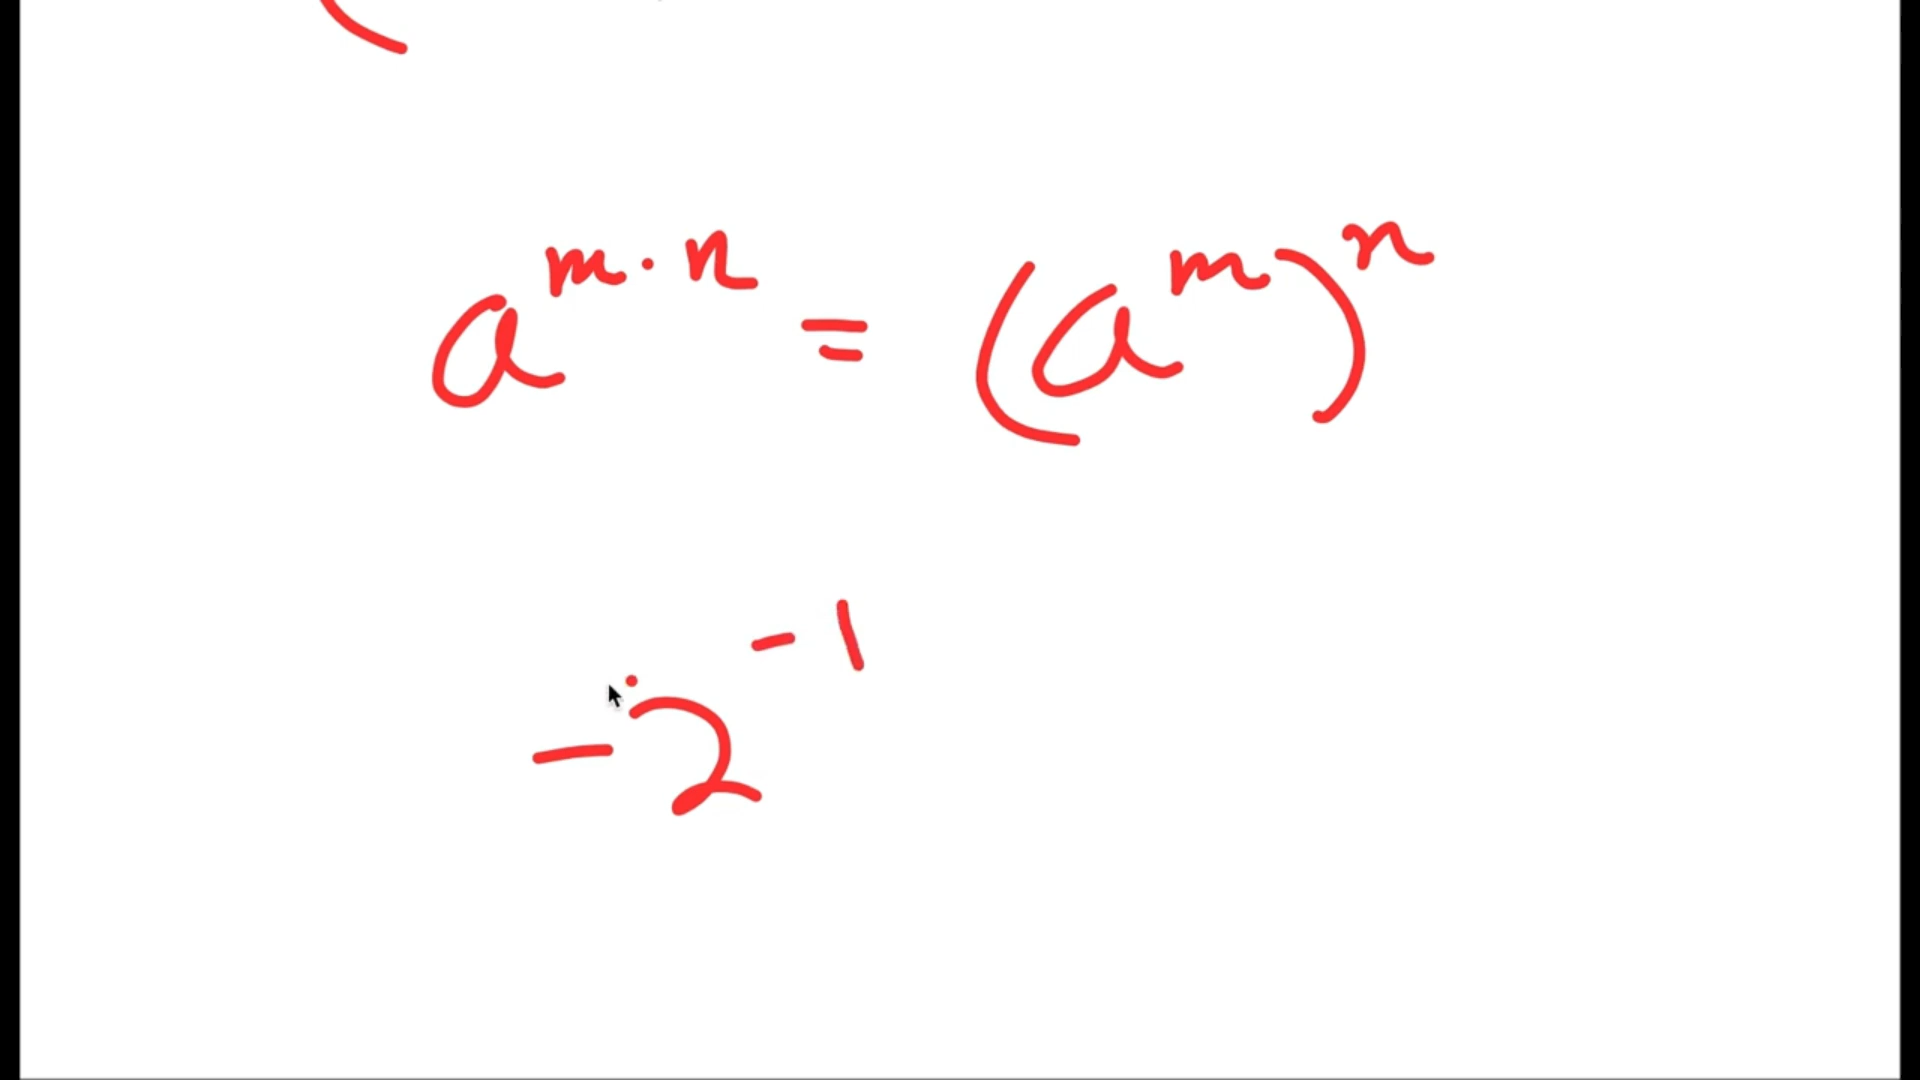 a^{m·n} = (a^m)^n
-2^{-1}